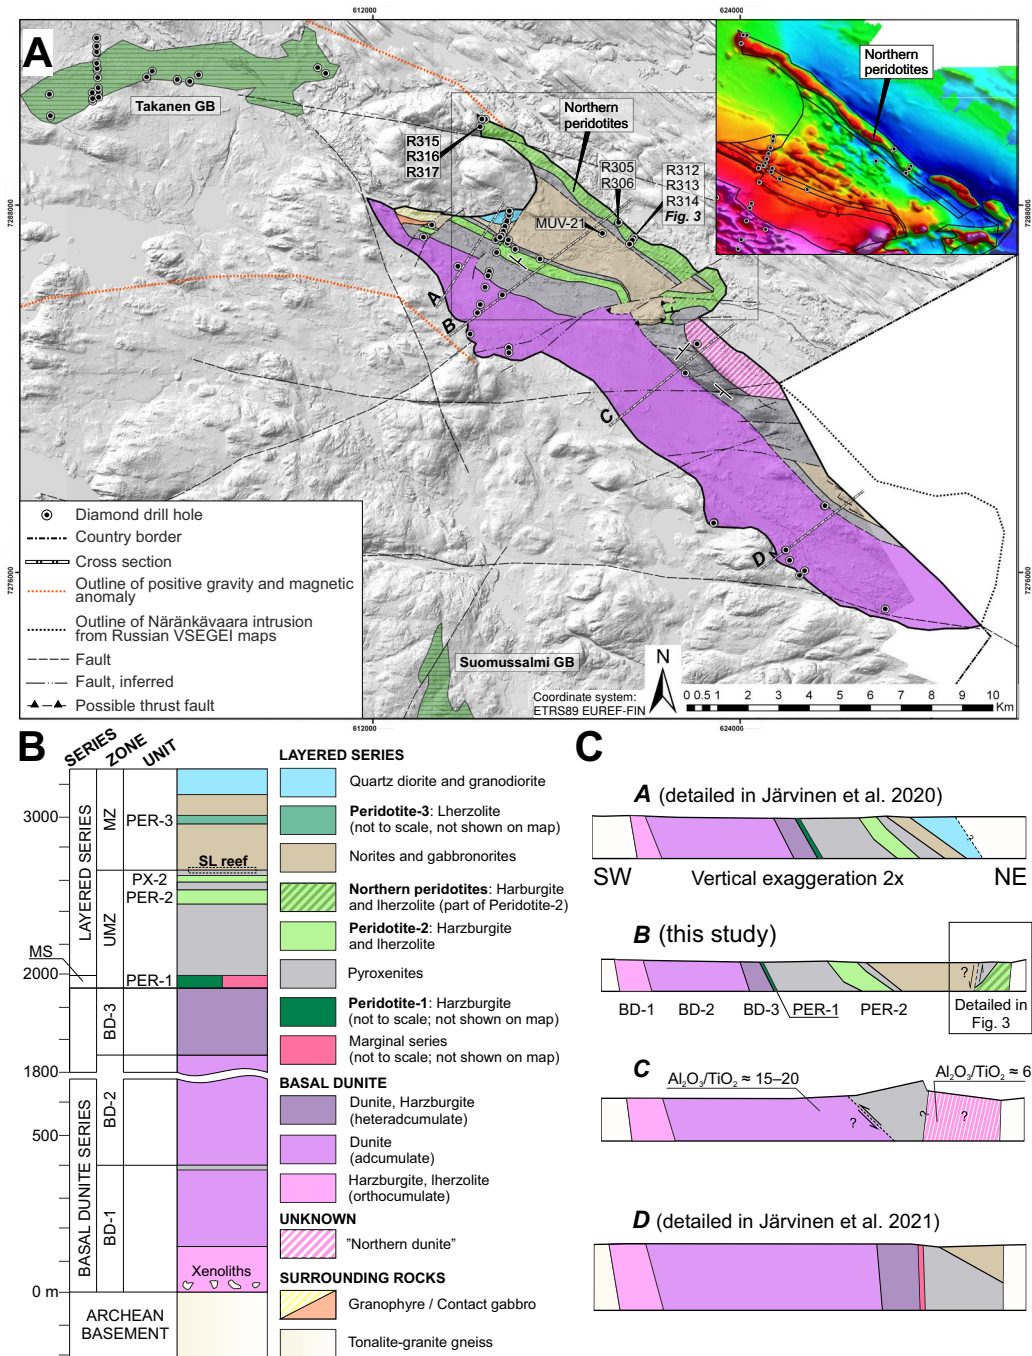 A
612000
624000
Takanen GB
Northern
peridotites
R315
R316
R317
R305
R306
R312
R313
R314
Fig. 3
MUV-21
Northern
peridotites
7288000
7288000
A
B
C
D
7276000
7276000
Diamond drill hole
Country border
Cross section
Outline of positive gravity and magnetic
anomaly
Outline of Näränkävaara intrusion
from Russian VSEGEI maps
Fault
Fault, inferred
Possible thrust fault
Suomussalmi GB
N
Coordinate system:
ETRS89 EUREF-FIN
0 0.5 1 2 3 4 5 6 7 8 9 10
Km
612000
624000
B
SERIES
ZONE
UNIT
3000
2000
1800
500
0 m
LAYERED SERIES
MS
BASAL DUNITE SERIES
MZ
UMZ
BD-3
BD-2
BD-1
PER-3
PX-2
PER-2
PER-1
SL reef
Xenoliths
ARCHEAN
BASEMENT
LAYERED SERIES
Quartz diorite and granodiorite
Peridotite-3: Lherzolite
(not to scale, not shown on map)
Norites and gabbronorites
Northern peridotites: Harburgite
and lherzolite (part of Peridotite-2)
Peridotite-2: Harzburgite
and lherzolite
Pyroxenites
Peridotite-1: Harzburgite
(not to scale; not shown on map)
Marginal series
(not to scale; not shown on map)
BASAL DUNITE
Dunite, Harzburgite
(heteradcumulate)
Dunite
(adcumulate)
Harzburgite, lherzolite
(orthocumulate)
UNKNOWN
"Northern dunite"
SURROUNDING ROCKS
Granophyre / Contact gabbro
Tonalite-granite gneiss
C
A (detailed in Järvinen et al. 2020)
?
SW
Vertical exaggeration 2x
NE
B (this study)
?
BD-1
BD-2
BD-3
PER-1
PER-2
Detailed in
Fig. 3
C
Al₂O₃/TiO₂ ≈ 15–20
Al₂O₃/TiO₂ ≈ 6
?
?
?
D (detailed in Järvinen et al. 2021)